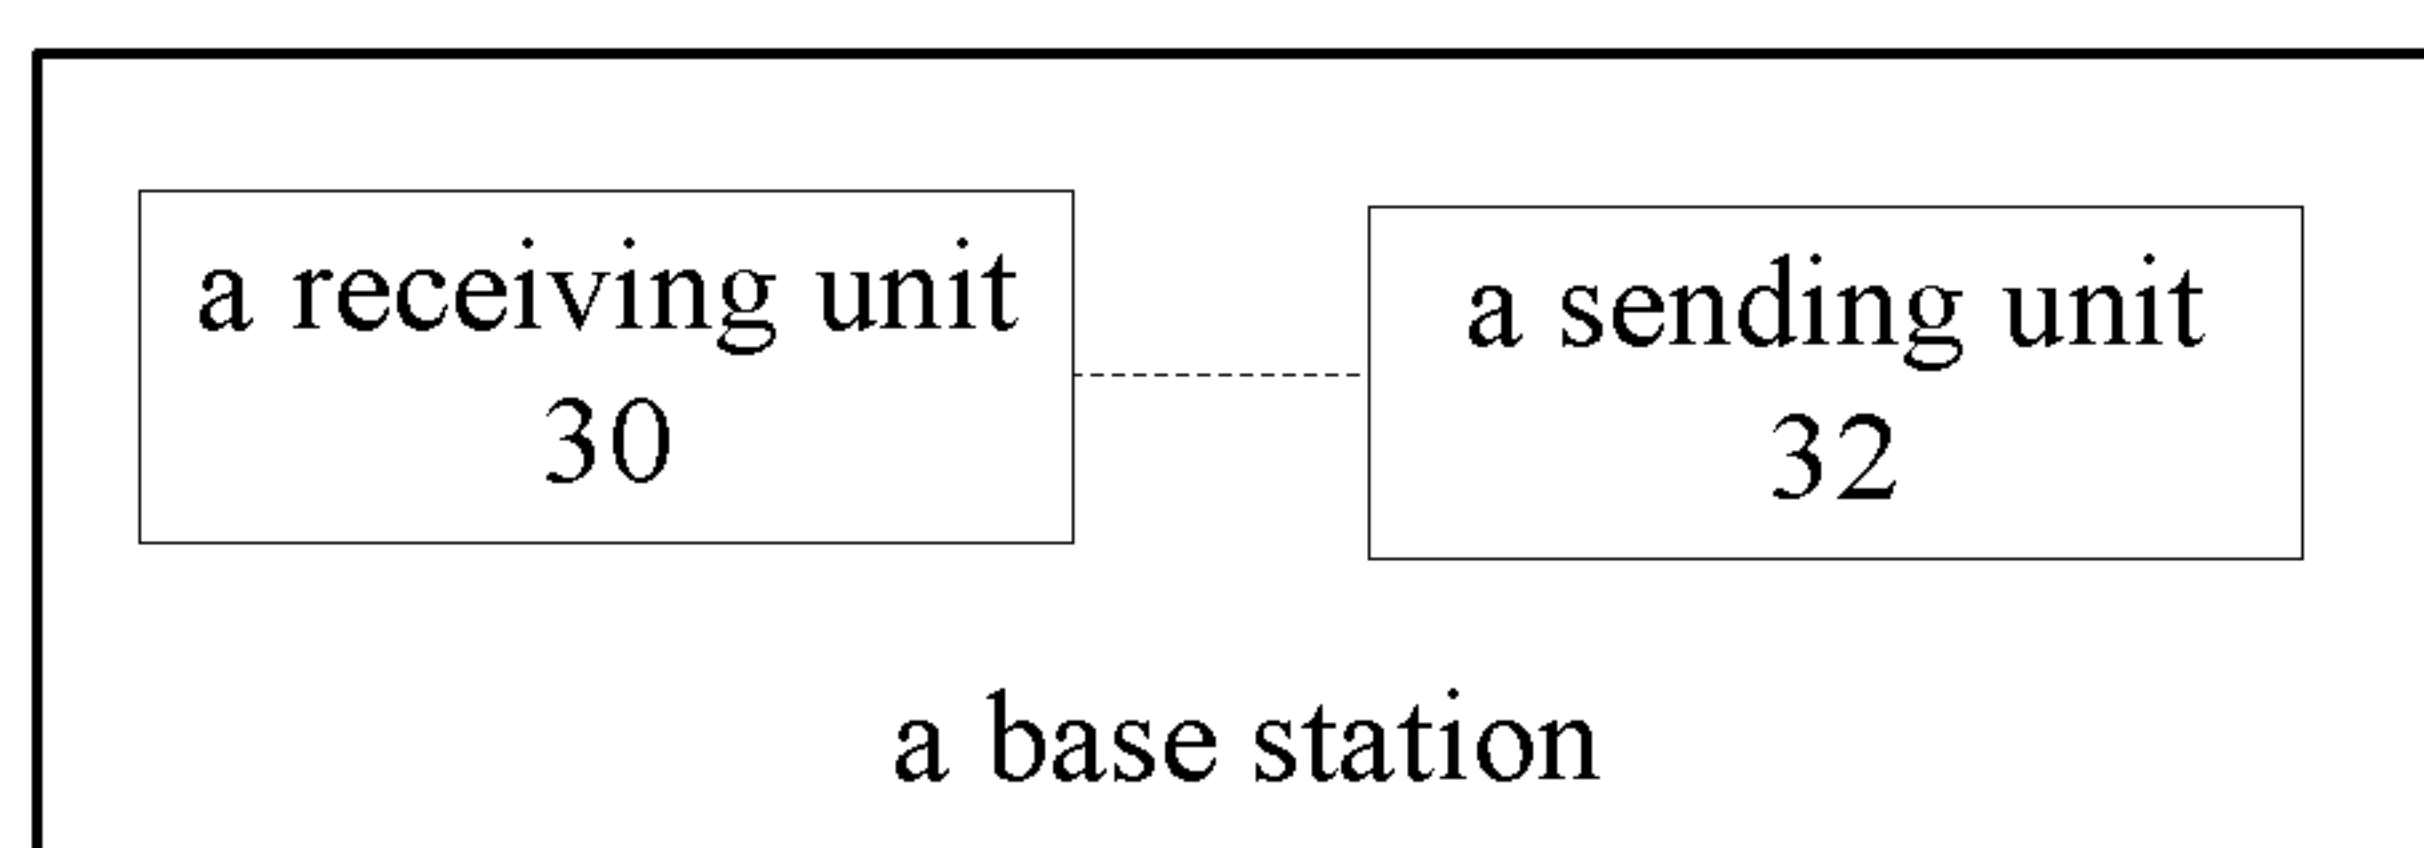 a receiving unit
30
a sending unit
32
a base station